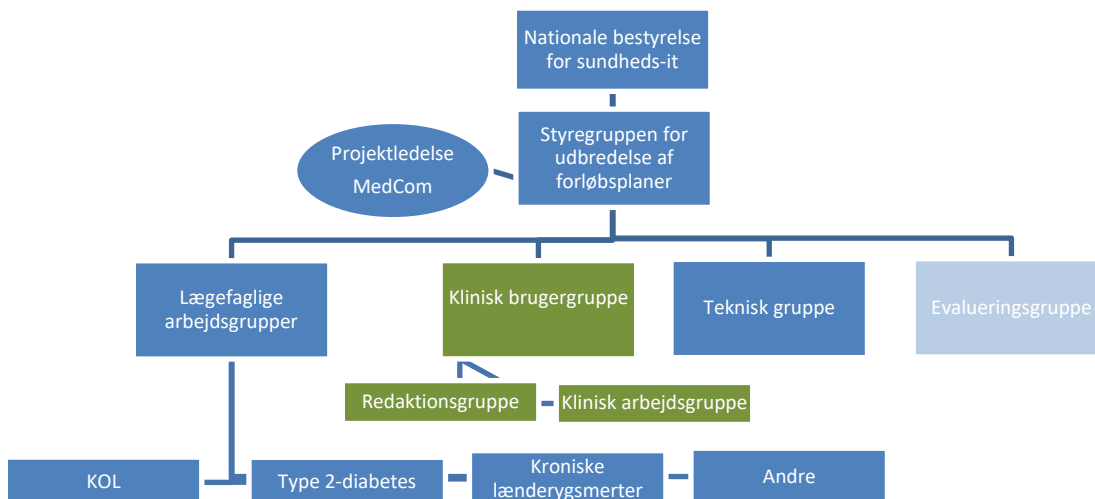 Nationale bestyrelse
for sundheds-it
Styregruppen for
udbredelse af
forløbsplaner
Projektledelse
MedCom
Lægefaglige
arbejdsgrupper
Klinisk brugergruppe
Teknisk gruppe
Evalueringsgruppe
Redaktionsgruppe
Klinisk arbejdsgruppe
KOL
Type 2-diabetes
Kroniske
lænderygsmerter
Andre